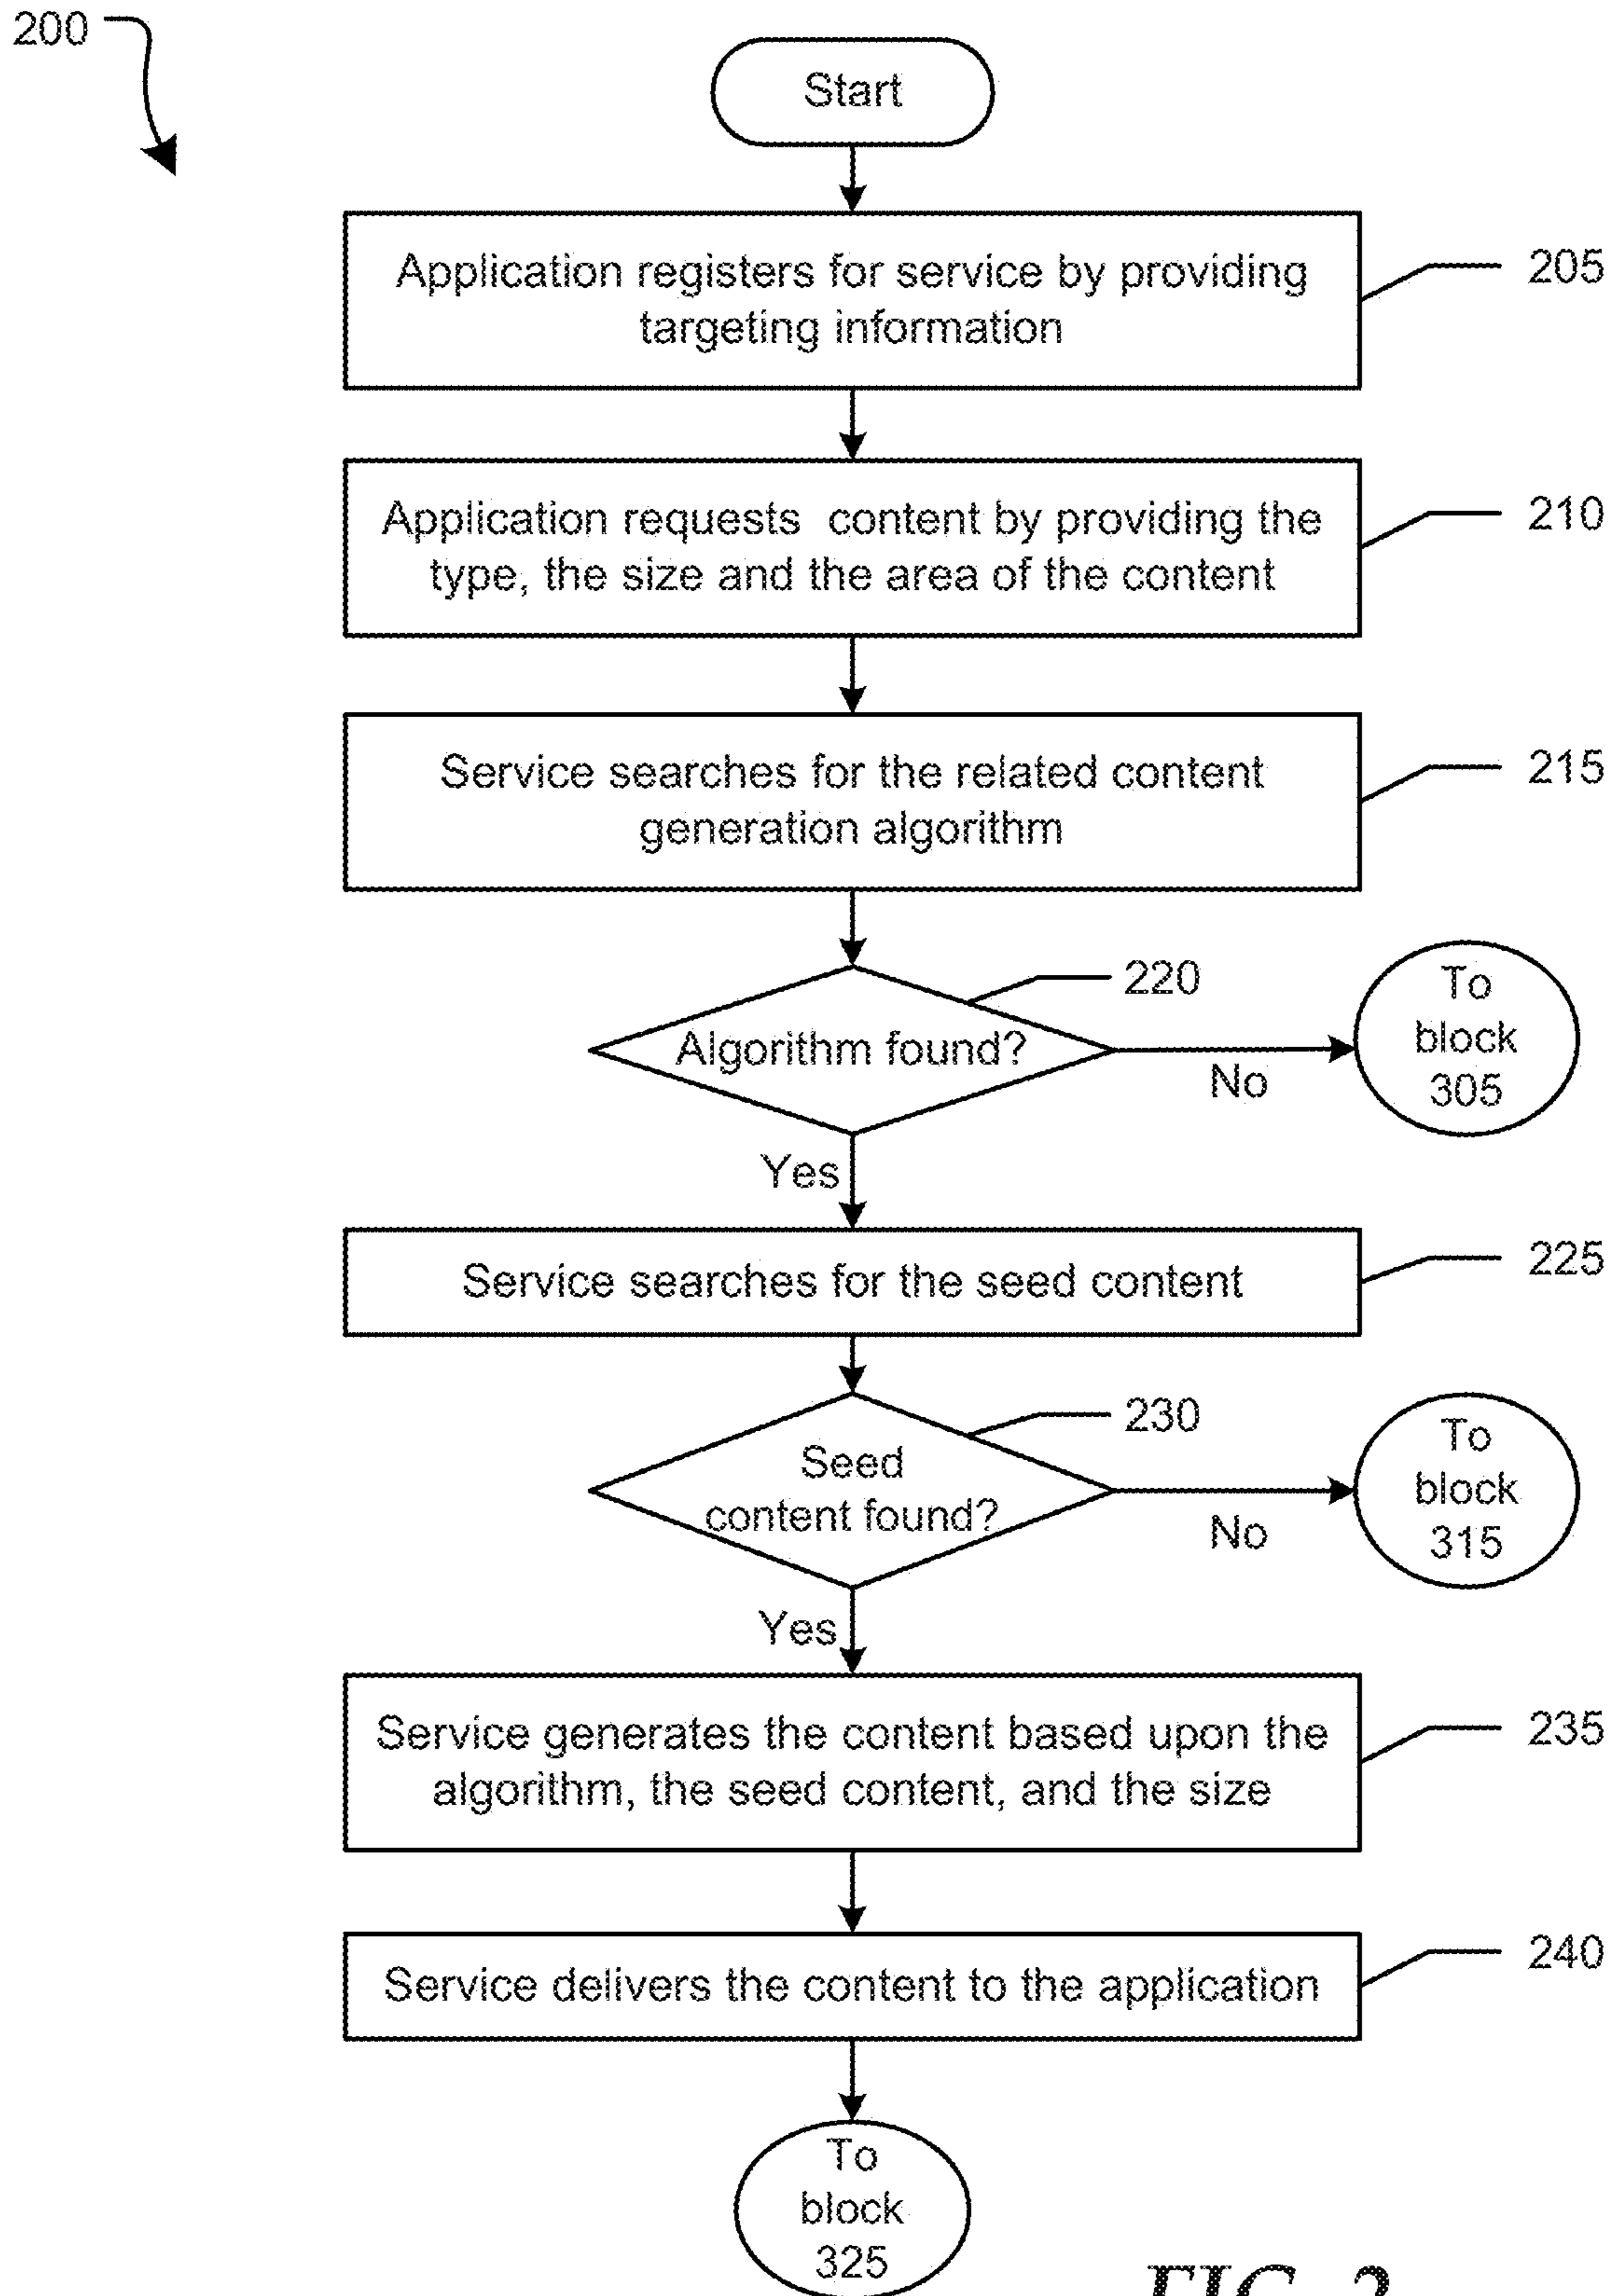 200
Start
Application registers for service by providing
targeting information
205
Application requests content by providing the
type, the size and the area of the content
210
Service searches for the related content
generation algorithm
215
220
Algorithm found?
No
To
block
305
Yes
Service searches for the seed content
225
230
Seed
content found?
No
To
block
315
Yes
Service generates the content based upon the
algorithm, the seed content, and the size
235
Service delivers the content to the application
240
To
block
325
FIG. 2